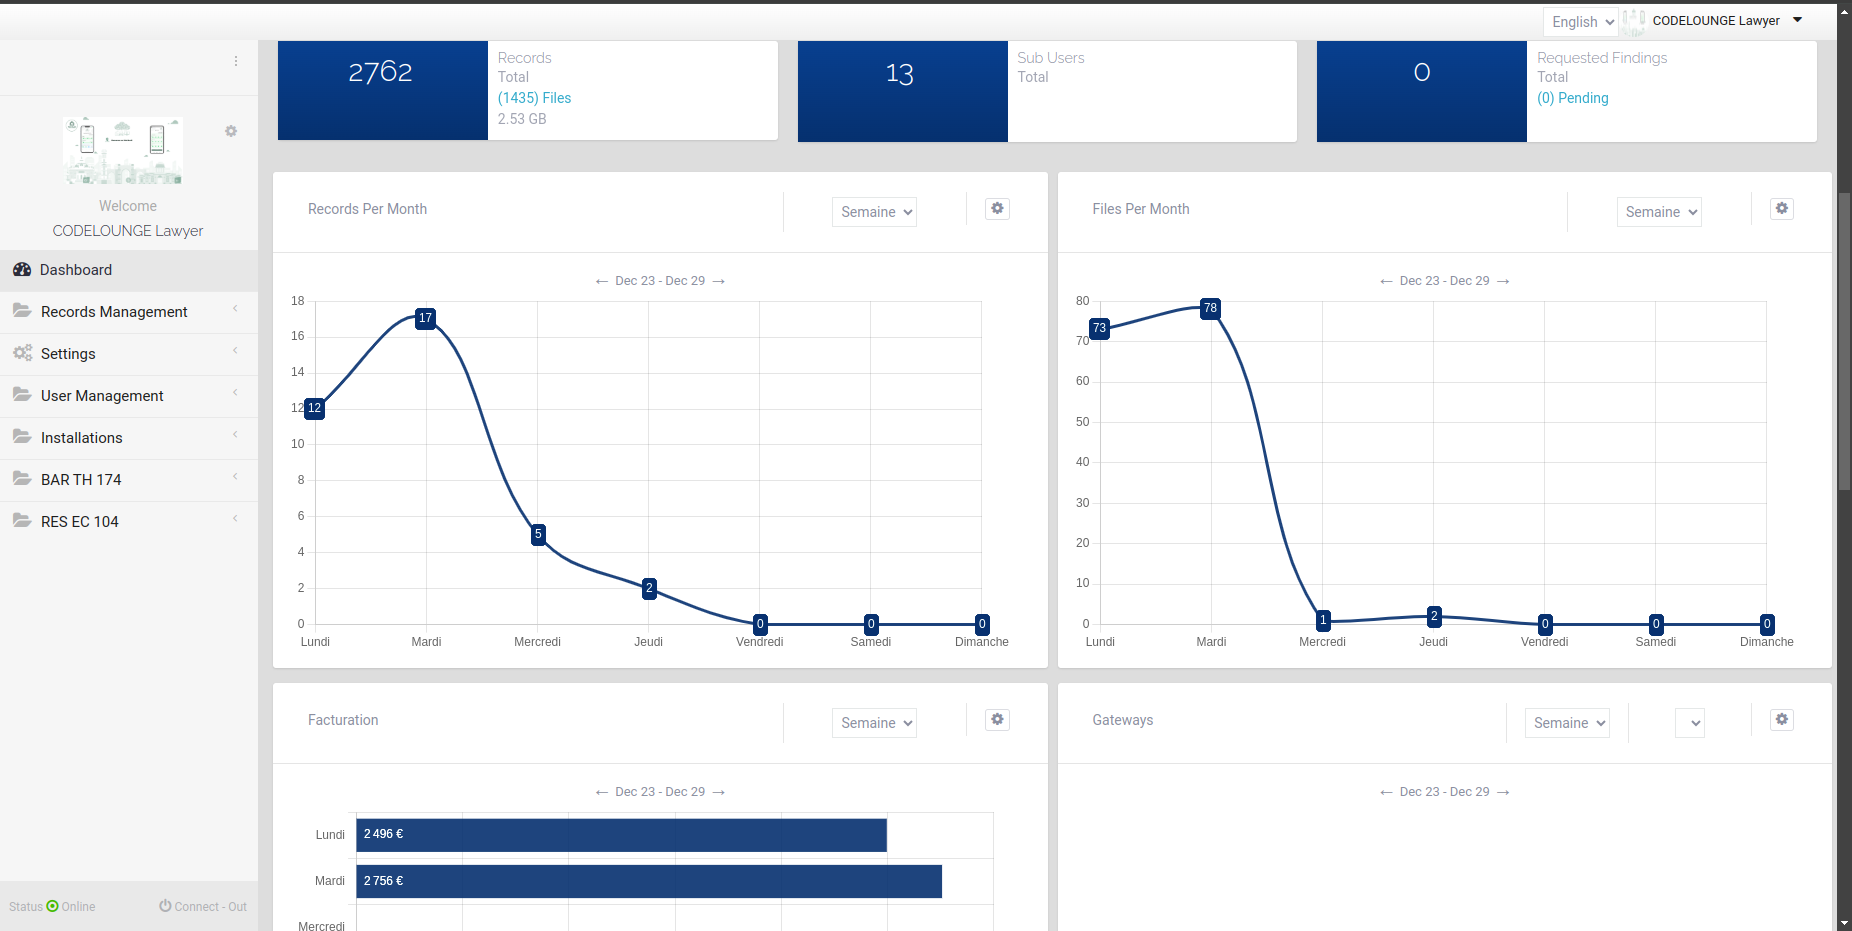 English
CODELOUNGE Lawyer
2762
Records
Total
(1435) Files
2.53 GB
13
Sub Users
Total
0
Requested Findings
Total
(0) Pending
Welcome
CODELOUNGE Lawyer
Dashboard
Records Management
Settings
User Management
Installations
BAR TH 174
RES EC 104
Status Online
Connect - Out
Records Per Month
Semaine
← Dec 23 - Dec 29 →
18
16
14
12
10
8
6
4
2
0
12
17
5
2
0
0
0
Lundi
Mardi
Mercredi
Jeudi
Vendredi
Samedi
Dimanche
Files Per Month
Semaine
← Dec 23 - Dec 29 →
80
70
60
50
40
30
20
10
0
73
78
1
2
0
0
0
Lundi
Mardi
Mercredi
Jeudi
Vendredi
Samedi
Dimanche
Facturation
Semaine
← Dec 23 - Dec 29 →
Lundi
2 496 €
Mardi
2 756 €
Mercredi
Gateways
Semaine
← Dec 23 - Dec 29 →